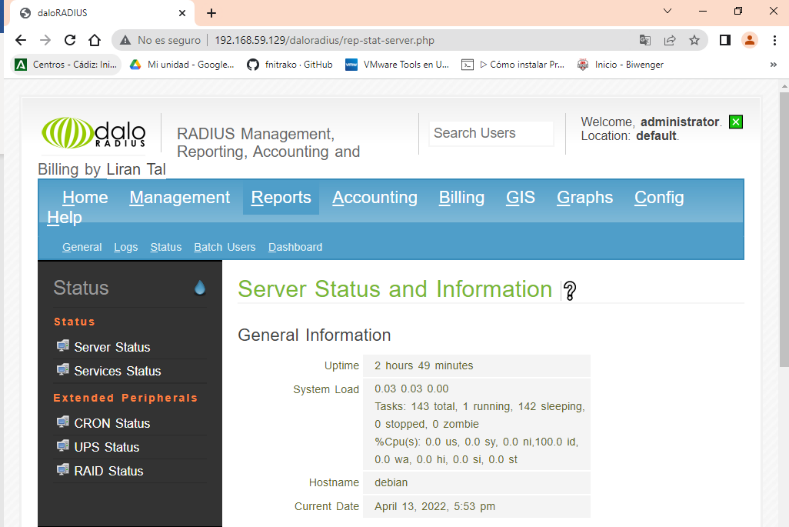 daloRADIUS
No es seguro | 192.168.59.129/daloradius/rep-stat-server.php
Centros - Cádiz: Ini...
Mi unidad - Google...
fnitrako · GitHub
VMware Tools en U...
▷ Cómo instalar Pr...
Inicio - Biwenger
»
dalo
RADIUS
RADIUS Management,
Reporting, Accounting and
Billing by Liran Tal
Search Users
Welcome, administrator.
Location: default.
Home Management Reports Accounting Billing GIS Graphs Config
Help
General Logs Status Batch Users Dashboard
Status
Status
Server Status
Services Status
Extended Peripherals
CRON Status
UPS Status
RAID Status
Server Status and Information ?
General Information
Uptime 2 hours 49 minutes
System Load 0.03 0.03 0.00
Tasks: 143 total, 1 running, 142 sleeping,
0 stopped, 0 zombie
%Cpu(s): 0.0 us, 0.0 sy, 0.0 ni,100.0 id,
0.0 wa, 0.0 hi, 0.0 si, 0.0 st
Hostname debian
Current Date April 13, 2022, 5:53 pm